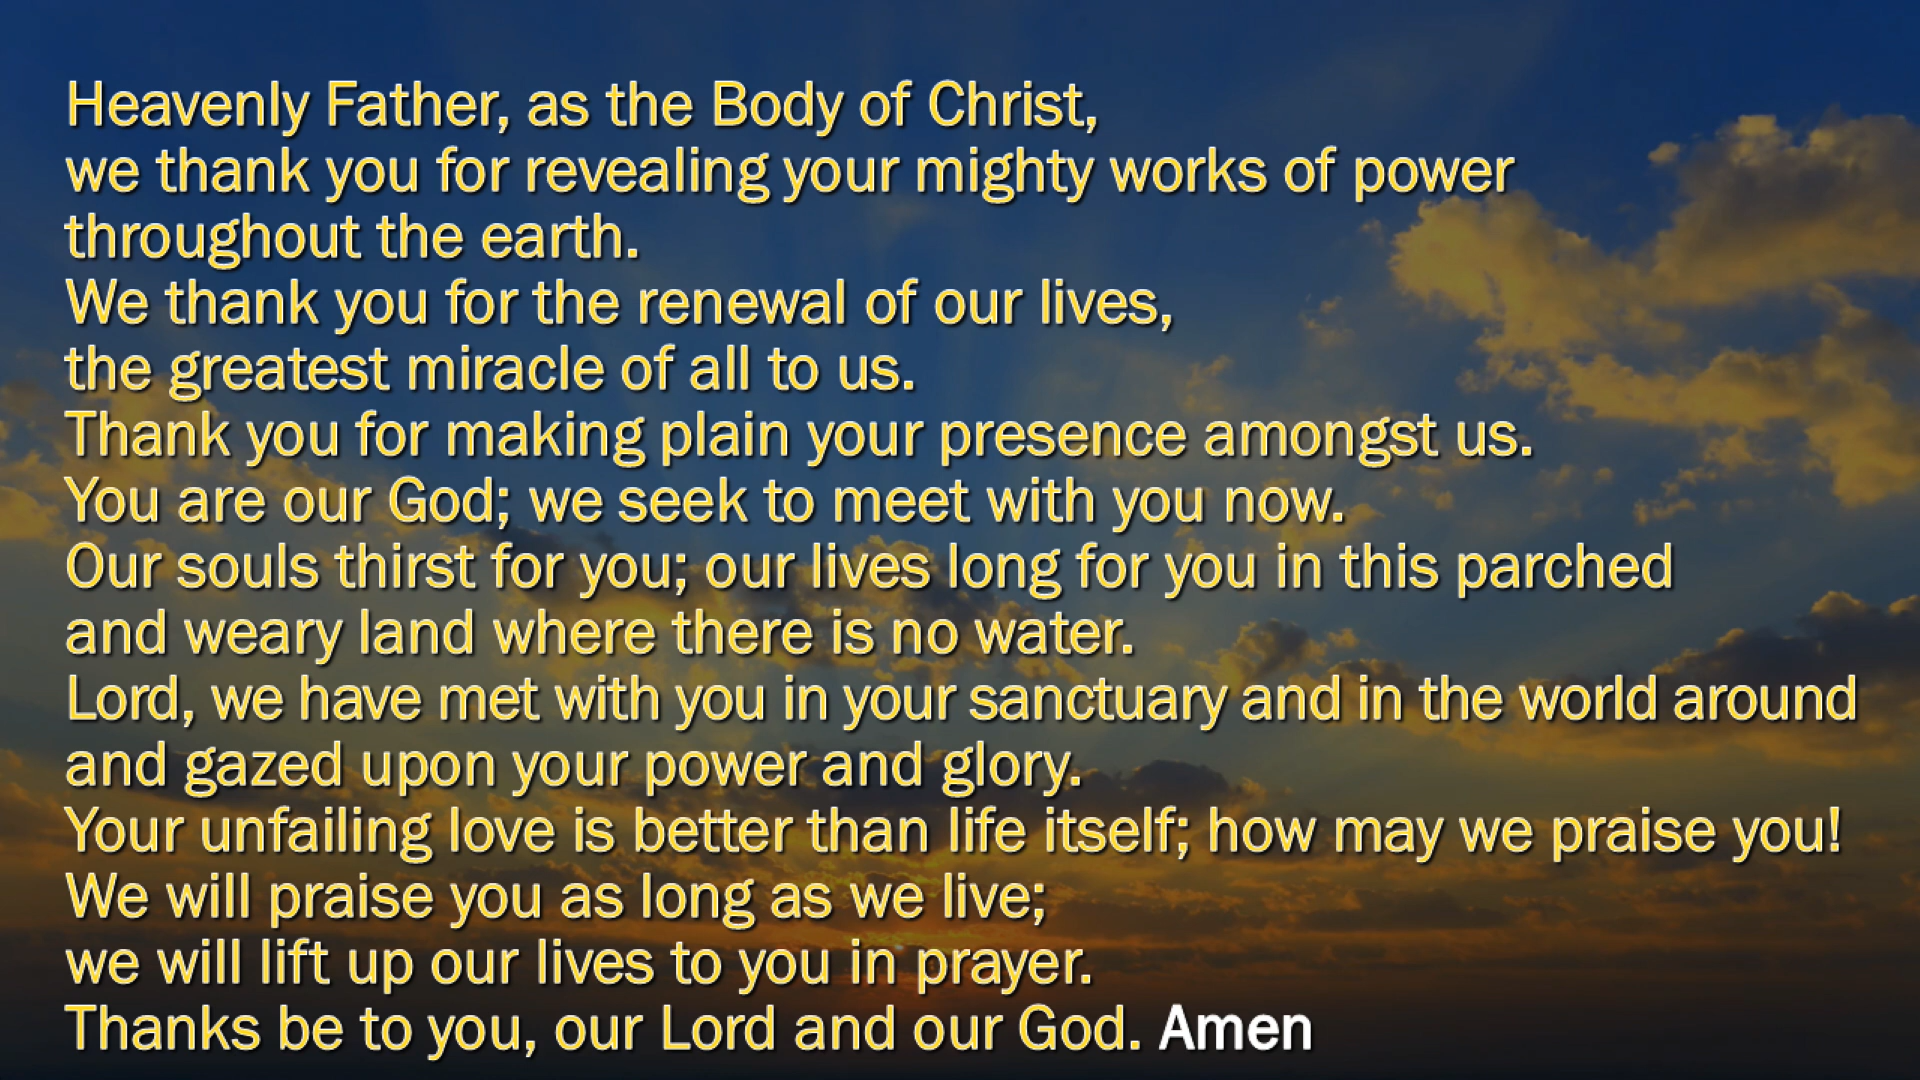 Heavenly Father, as the Body of Christ,
we thank you for revealing your mighty works of power
throughout the earth.
We thank you for the renewal of our lives,
the greatest miracle of all to us.
Thank you for making plain your presence amongst us.
You are our God; we seek to meet with you now.
Our souls thirst for you; our lives long for you in this parched
and weary land where there is no water.
Lord, we have met with you in your sanctuary and in the world around
and gazed upon your power and glory.
Your unfailing love is better than life itself; how may we praise you!
We will praise you as long as we live;
we will lift up our lives to you in prayer.
Thanks be to you, our Lord and our God. Amen